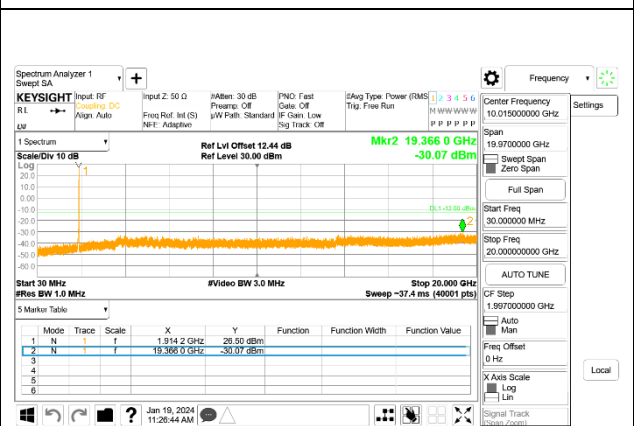 Spectrum Analyzer 1
Swept SA
Frequency
KEYSIGHT
R L
Input: RF
Coupling: DC
Align: Auto
Input Z: 50 Ω
Freq Ref: Int (S)
NFE: Adaptive
#Atten: 30 dB
Preamp: Off
µW Path: Standard
PNO: Fast
Gate: Off
IF Gain: Low
Sig Track: Off
#Avg Type: Power (RMS
Trig: Free Run
1 2 3 4 5 6
M W W W W W
P P P P P P
1 Spectrum
Scale/Div 10 dB
Log
Ref Lvl Offset 12.44 dB
Ref Level 30.00 dBm
Mkr2 19.366 0 GHz
-30.07 dBm
20.0
10.0
0.00
-10.0
-20.0
-30.0
-40.0
-50.0
-60.0
1
2
Start 30 MHz
#Res BW 1.0 MHz
#Video BW 3.0 MHz
Stop 20.000 GHz
Sweep ~37.4 ms (40001 pts)
5 Marker Table
Mode Trace Scale X Y Function Function Width Function Value
1 N 1 f 1.914 2 GHz 26.50 dBm
2 N 1 f 19.366 0 GHz -30.07 dBm
3
4
5
6
Jan 19, 2024
11:26:44 AM
Center Frequency
10.015000000 GHz
Settings
Span
19.9700000 GHz
Swept Span
Zero Span
Full Span
Start Freq
30.000000 MHz
Stop Freq
20.000000000 GHz
AUTO TUNE
CF Step
1.997000000 GHz
Auto
Man
Freq Offset
0 Hz
X Axis Scale
Log
Lin
Local
Signal Track
(Span Zoom)